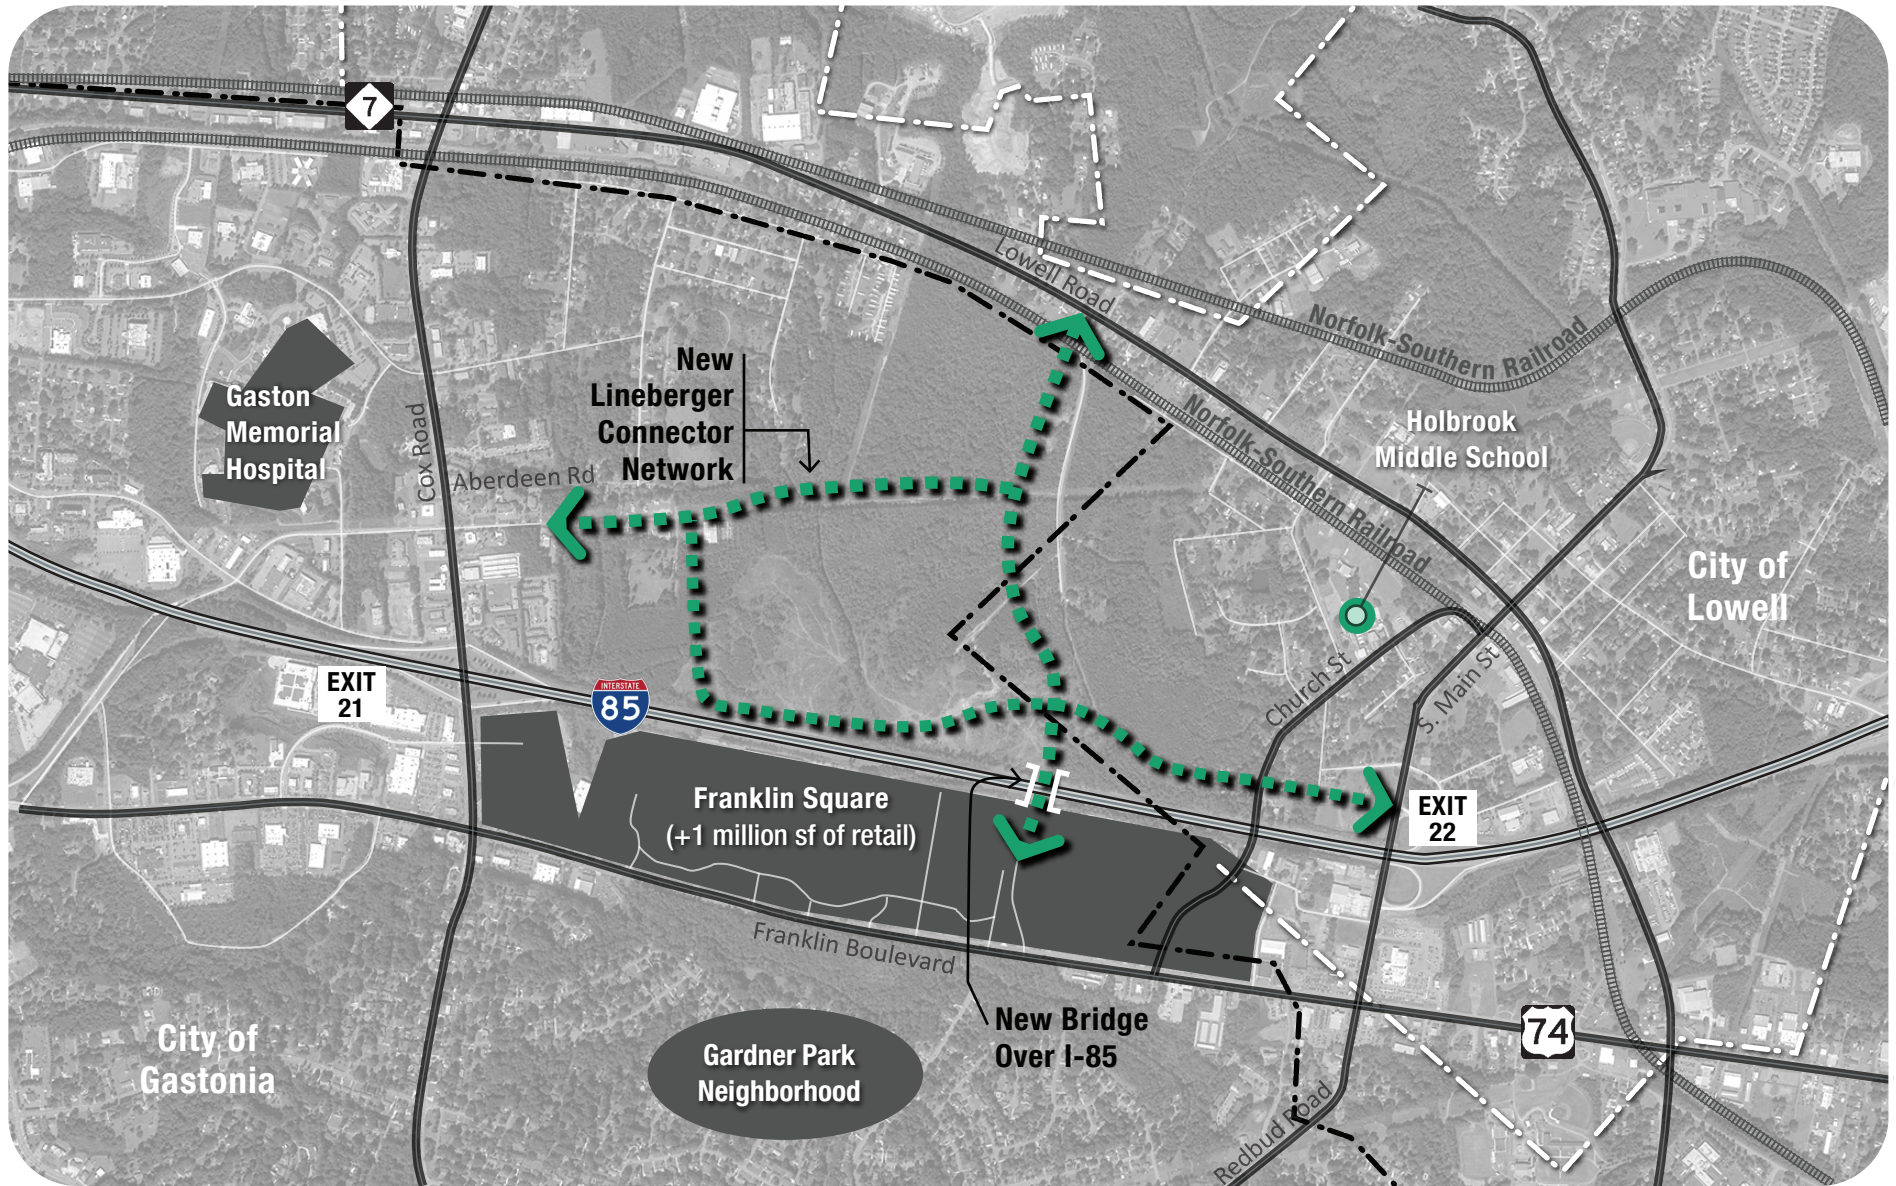 7
Lowell Road
Norfolk-Southern Railroad
New
Lineberger
Connector
Network
Gaston
Memorial
Hospital
Cox Road
Aberdeen Rd
Norfolk-Southern Railroad
Holbrook
Middle School
City of
Lowell
EXIT
21
INTERSTATE
85
Church St
S. Main St
Franklin Square
(+1 million sf of retail)
EXIT
22
Franklin Boulevard
New Bridge
Over I-85
74
City of
Gastonia
Gardner Park
Neighborhood
Redbud Road